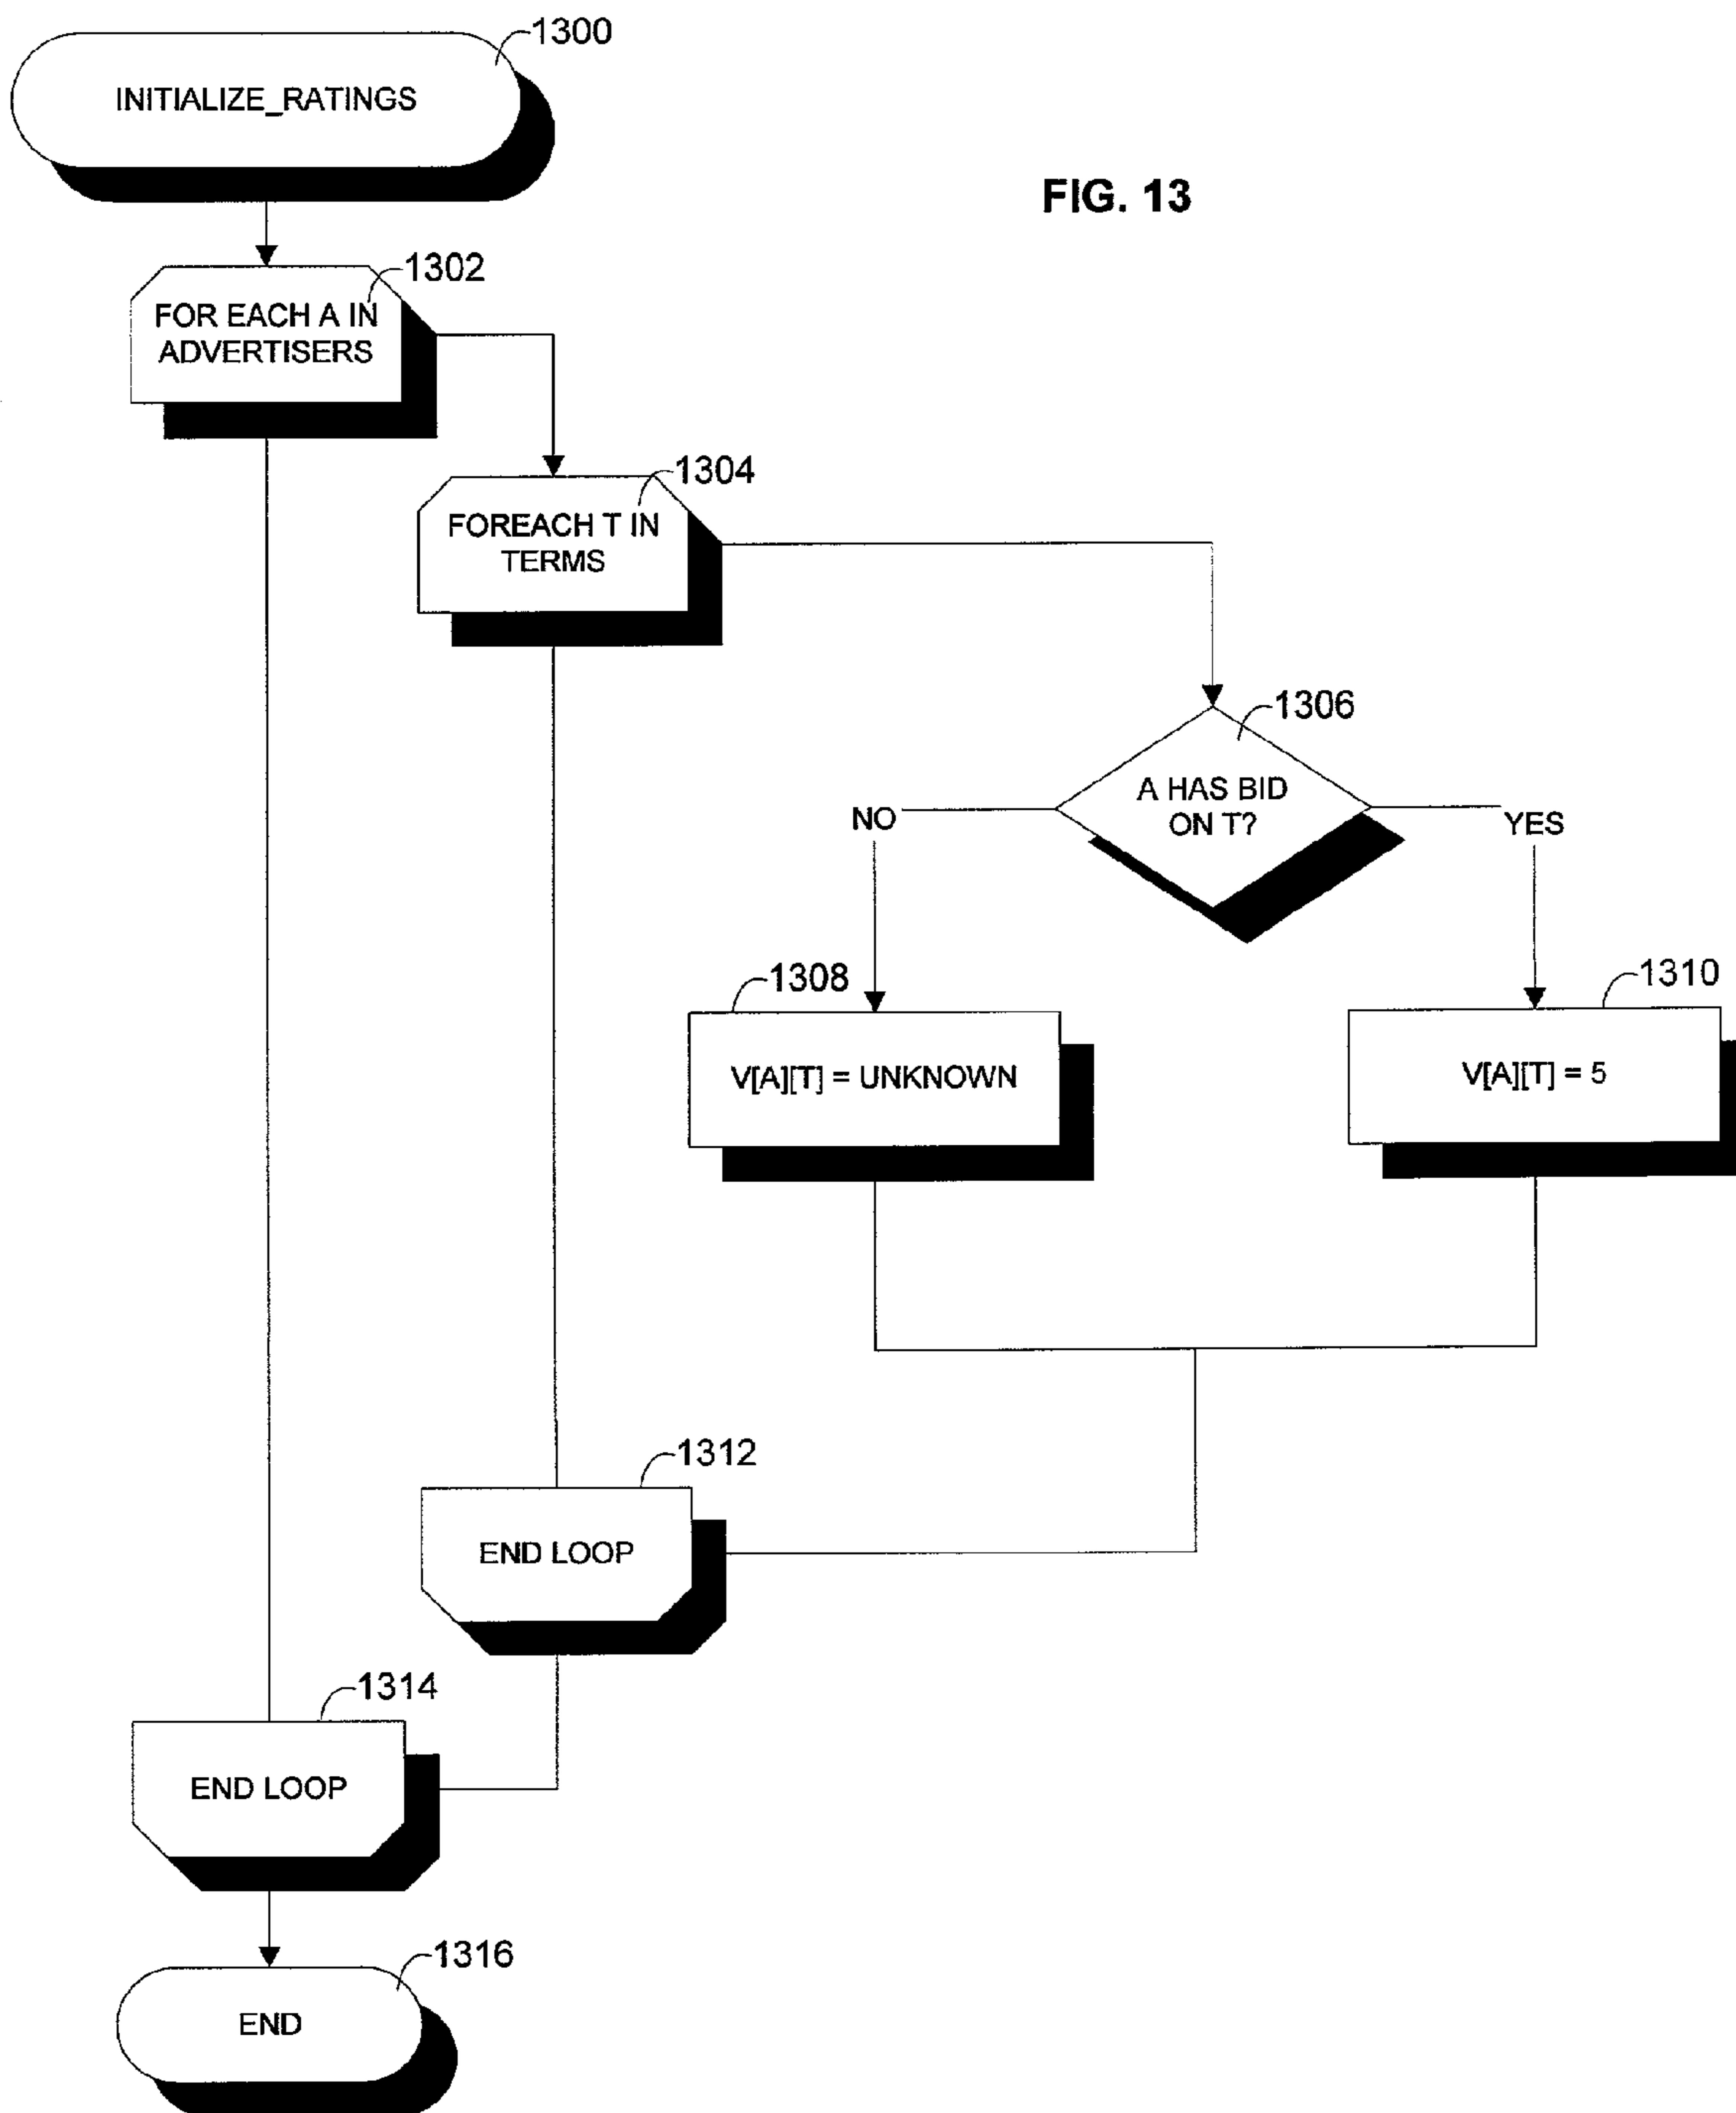 1300
INITIALIZE_RATINGS
FIG. 13
1302
FOR EACH A IN
ADVERTISERS
1304
FOREACH T IN
TERMS
1306
A HAS BID
ON T?
NO
YES
1308
V[A][T] = UNKNOWN
1310
V[A][T] = 5
1312
END LOOP
1314
END LOOP
1316
END